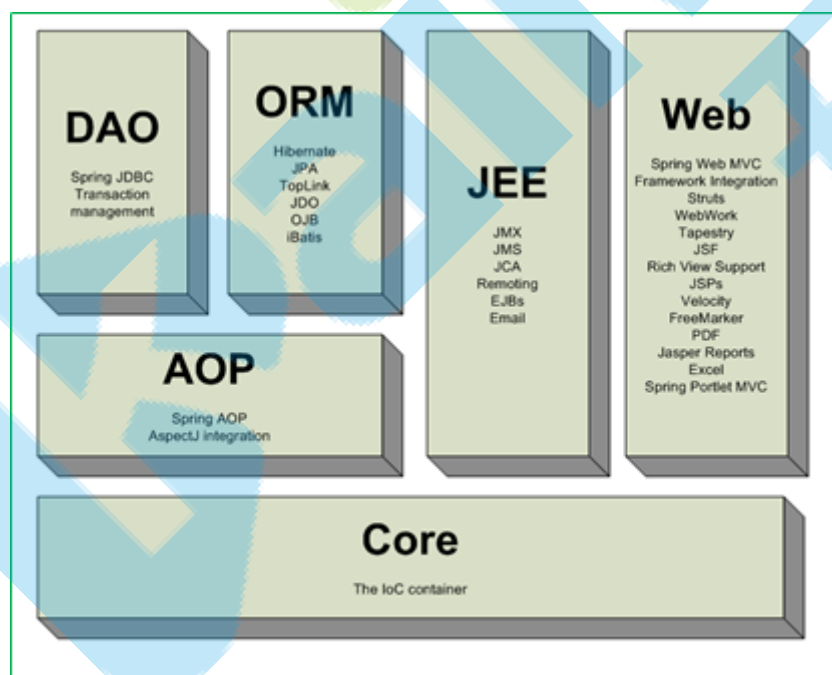 DAO
Spring JDBC
Transaction
management
ORM
Hibernate
JPA
TopLink
JDO
OJB
iBatis
JEE
JMX
JMS
JCA
Remoting
EJBs
Email
Web
Spring Web MVC
Framework Integration
Struts
WebWork
Tapestry
JSF
Rich View Support
JSPs
Velocity
FreeMarker
PDF
Jasper Reports
Excel
Spring Portlet MVC
AOP
Spring AOP
AspectJ integration
Core
The IoC container